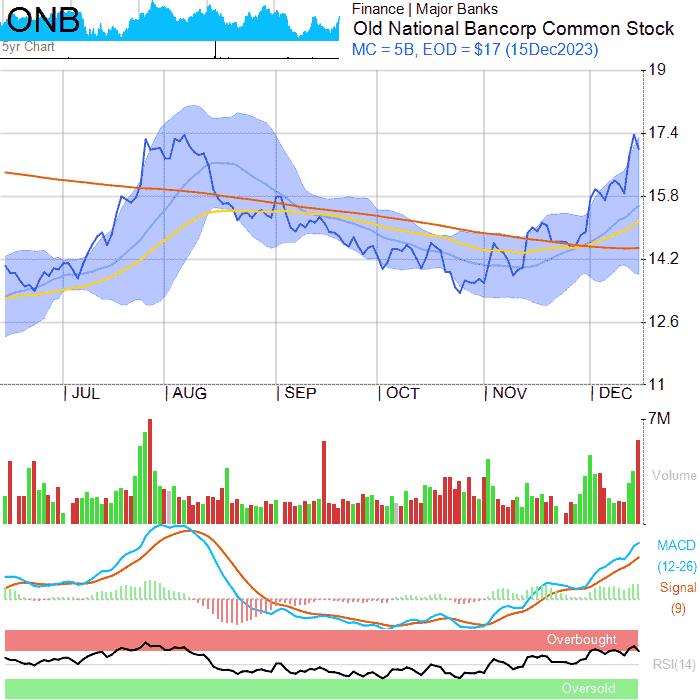 ONB
5yr Chart
Finance | Major Banks
Old National Bancorp Common Stock
MC = 5B, EOD = $17 (15Dec2023)
19
17.4
15.8
14.2
12.6
11
JUL AUG SEP OCT NOV DEC
7M
Volume
MACD
(12-26)
Signal
(9)
Overbought
RSI(14)
Oversold